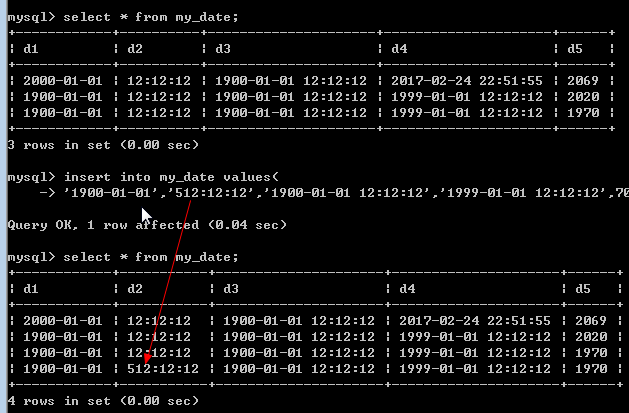 mysql> select * from my_date;
+------------+----------+---------------------+---------------------+------+
| d1         | d2       | d3                  | d4                  | d5   |
+------------+----------+---------------------+---------------------+------+
| 2000-01-01 | 12:12:12 | 1900-01-01 12:12:12 | 2017-02-24 22:51:55 | 2069 |
| 1900-01-01 | 12:12:12 | 1900-01-01 12:12:12 | 1999-01-01 12:12:12 | 2020 |
| 1900-01-01 | 12:12:12 | 1900-01-01 12:12:12 | 1999-01-01 12:12:12 | 1970 |
+------------+----------+---------------------+---------------------+------+
3 rows in set (0.00 sec)
mysql> insert into my_date values(
    -> '1900-01-01','512:12:12','1900-01-01 12:12:12','1999-01-01 12:12:12',70
Query OK, 1 row affected (0.04 sec)
mysql> select * from my_date;
+------------+-----------+---------------------+---------------------+------+
| d1         | d2        | d3                  | d4                  | d5   |
+------------+-----------+---------------------+---------------------+------+
| 2000-01-01 | 12:12:12  | 1900-01-01 12:12:12 | 2017-02-24 22:51:55 | 2069 |
| 1900-01-01 | 12:12:12  | 1900-01-01 12:12:12 | 1999-01-01 12:12:12 | 2020 |
| 1900-01-01 | 12:12:12  | 1900-01-01 12:12:12 | 1999-01-01 12:12:12 | 1970 |
| 1900-01-01 | 512:12:12 | 1900-01-01 12:12:12 | 1999-01-01 12:12:12 | 1970 |
+------------+-----------+---------------------+---------------------+------+
4 rows in set (0.00 sec)